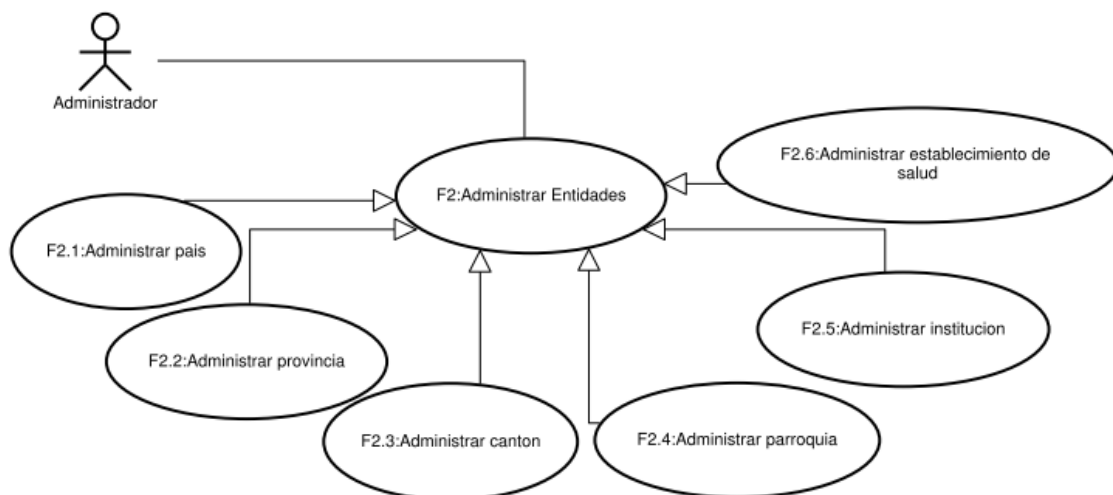 Administrador
F2:Administrar Entidades
F2.6:Administrar establecimiento de
salud
F2.1:Administrar pais
F2.2:Administrar provincia
F2.3:Administrar canton
F2.4:Administrar parroquia
F2.5:Administrar institucion